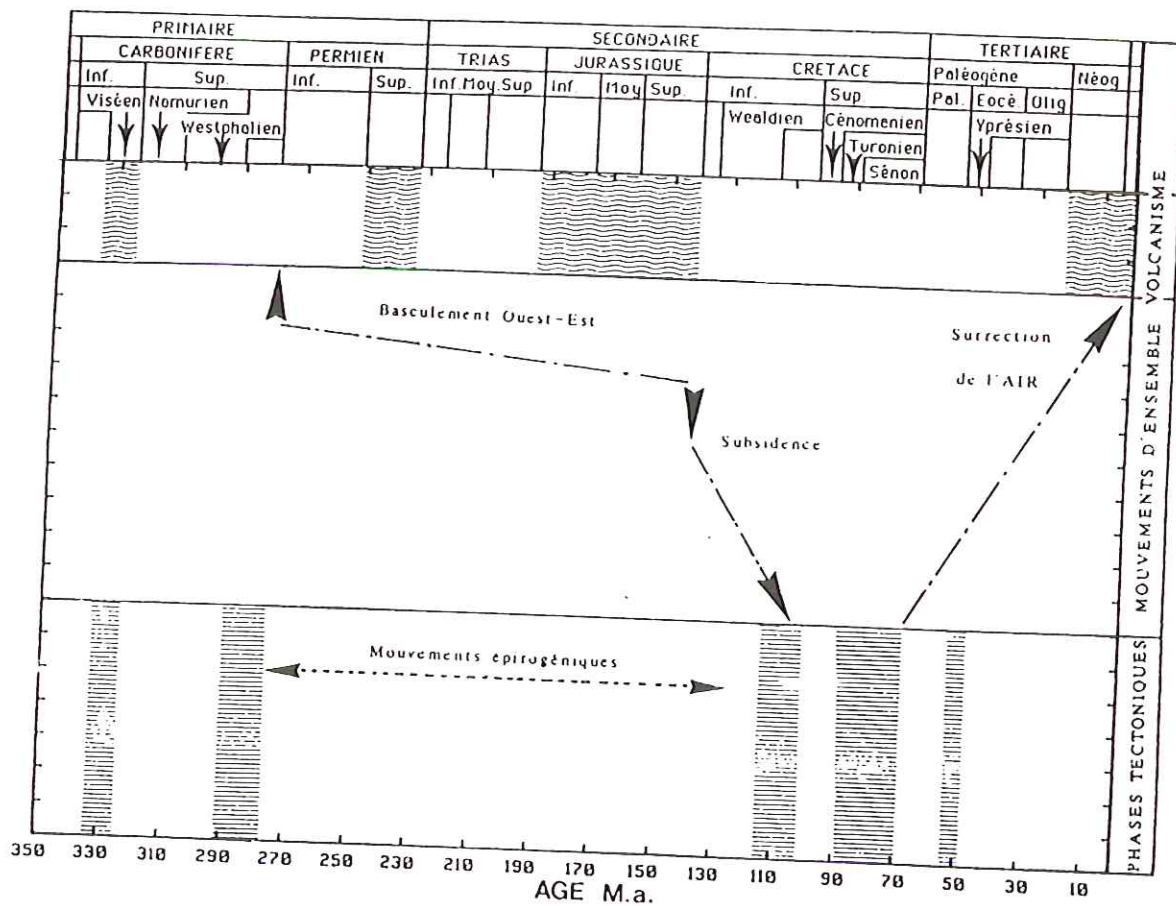 PRIMAIRE SECONDAIRE TERTIAIRE
CARBONIFERE PERMIEN TRIAS JURASSIQUE CRETACE Paléogène Néog
Inf. Sup. Inf. Sup. Inf. Moy. Sup Inf. Moy Sup. Inf. Sup. Pal. Eocè. Olig
Viséen Nomurien Wealdien Cénomenien Yprésien
Westpholien Turonien
Sénon
VOLCANISME
Basculement Ouest-Est
Surrection
de l'AIR
Subsidence
MOUVEMENTS D'ENSEMBLE
Mouvements épirogéniques
PHASES TECTONIQUES
350 330 310 290 270 250 230 210 190 170 150 130 110 90 70 50 30 10
AGE M.a.